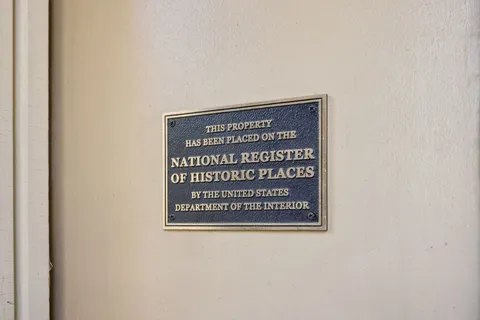 THIS PROPERTY
HAS BEEN PLACED ON THE
NATIONAL REGISTER
OF HISTORIC PLACES
BY THE UNITED STATES
DEPARTMENT OF THE INTERIOR